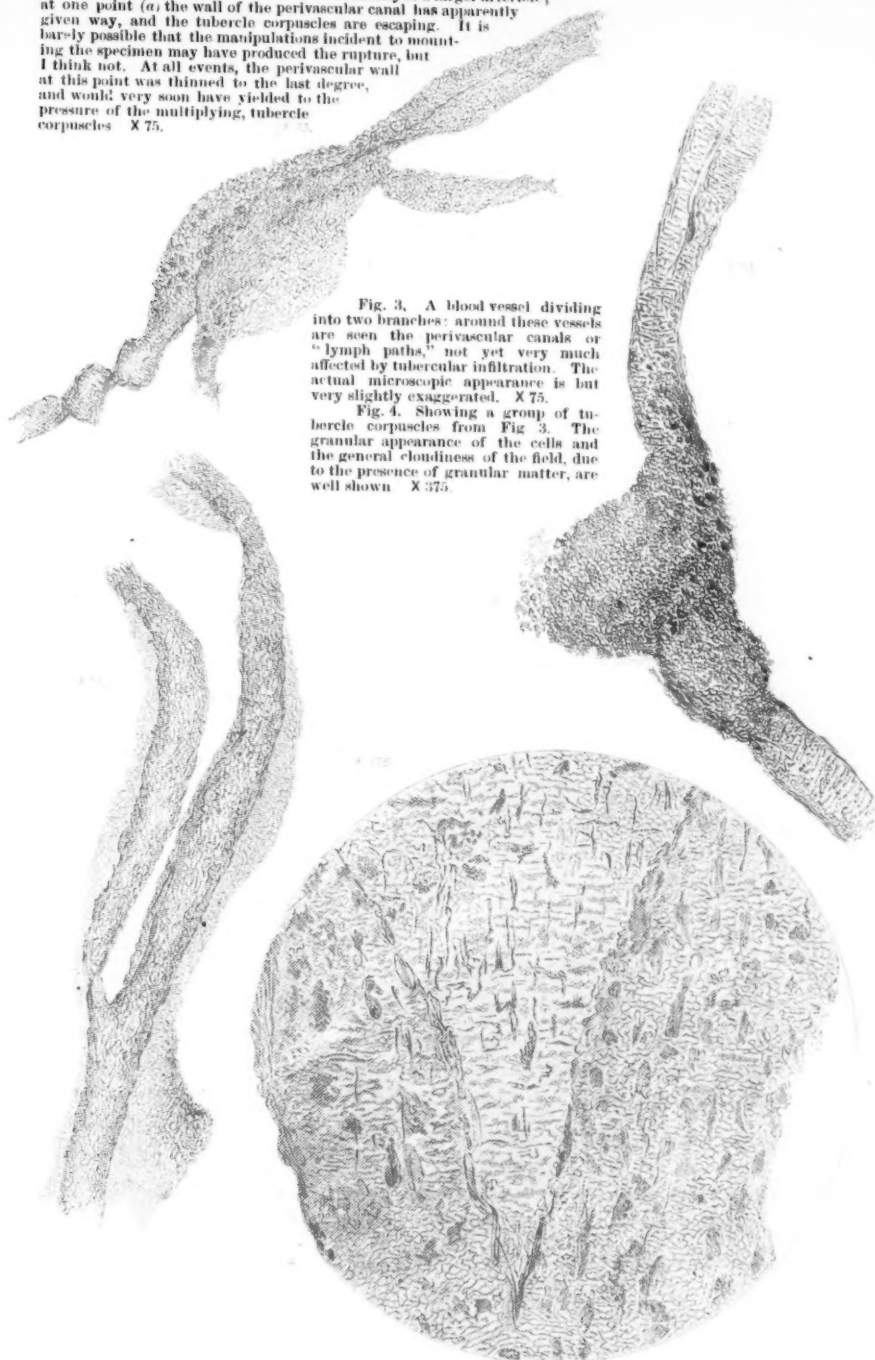 at one point (a) the wall of the perivascular canal has apparently
given way, and the tubercle corpuscles are escaping. It is
barely possible that the manipulations incident to mount-
ing the specimen may have produced the rupture, but
I think not. At all events, the perivascular wall
at this point was thinned to the last degree,
and would very soon have yielded to the
pressure of the multiplying, tubercle
corpuscles X 75.
Fig. 3, A blood vessel dividing
into two branches: around these vessels
are seen the perivascular canals or
"lymph paths," not yet very much
affected by tubercular infiltration. The
actual microscopic appearance is but
very slightly exaggerated. X 75.
Fig. 4. Showing a group of tu-
bercle corpuscles from Fig 3. The
granular appearance of the cells and
the general cloudiness of the field, due
to the presence of granular matter, are
well shown X 375.